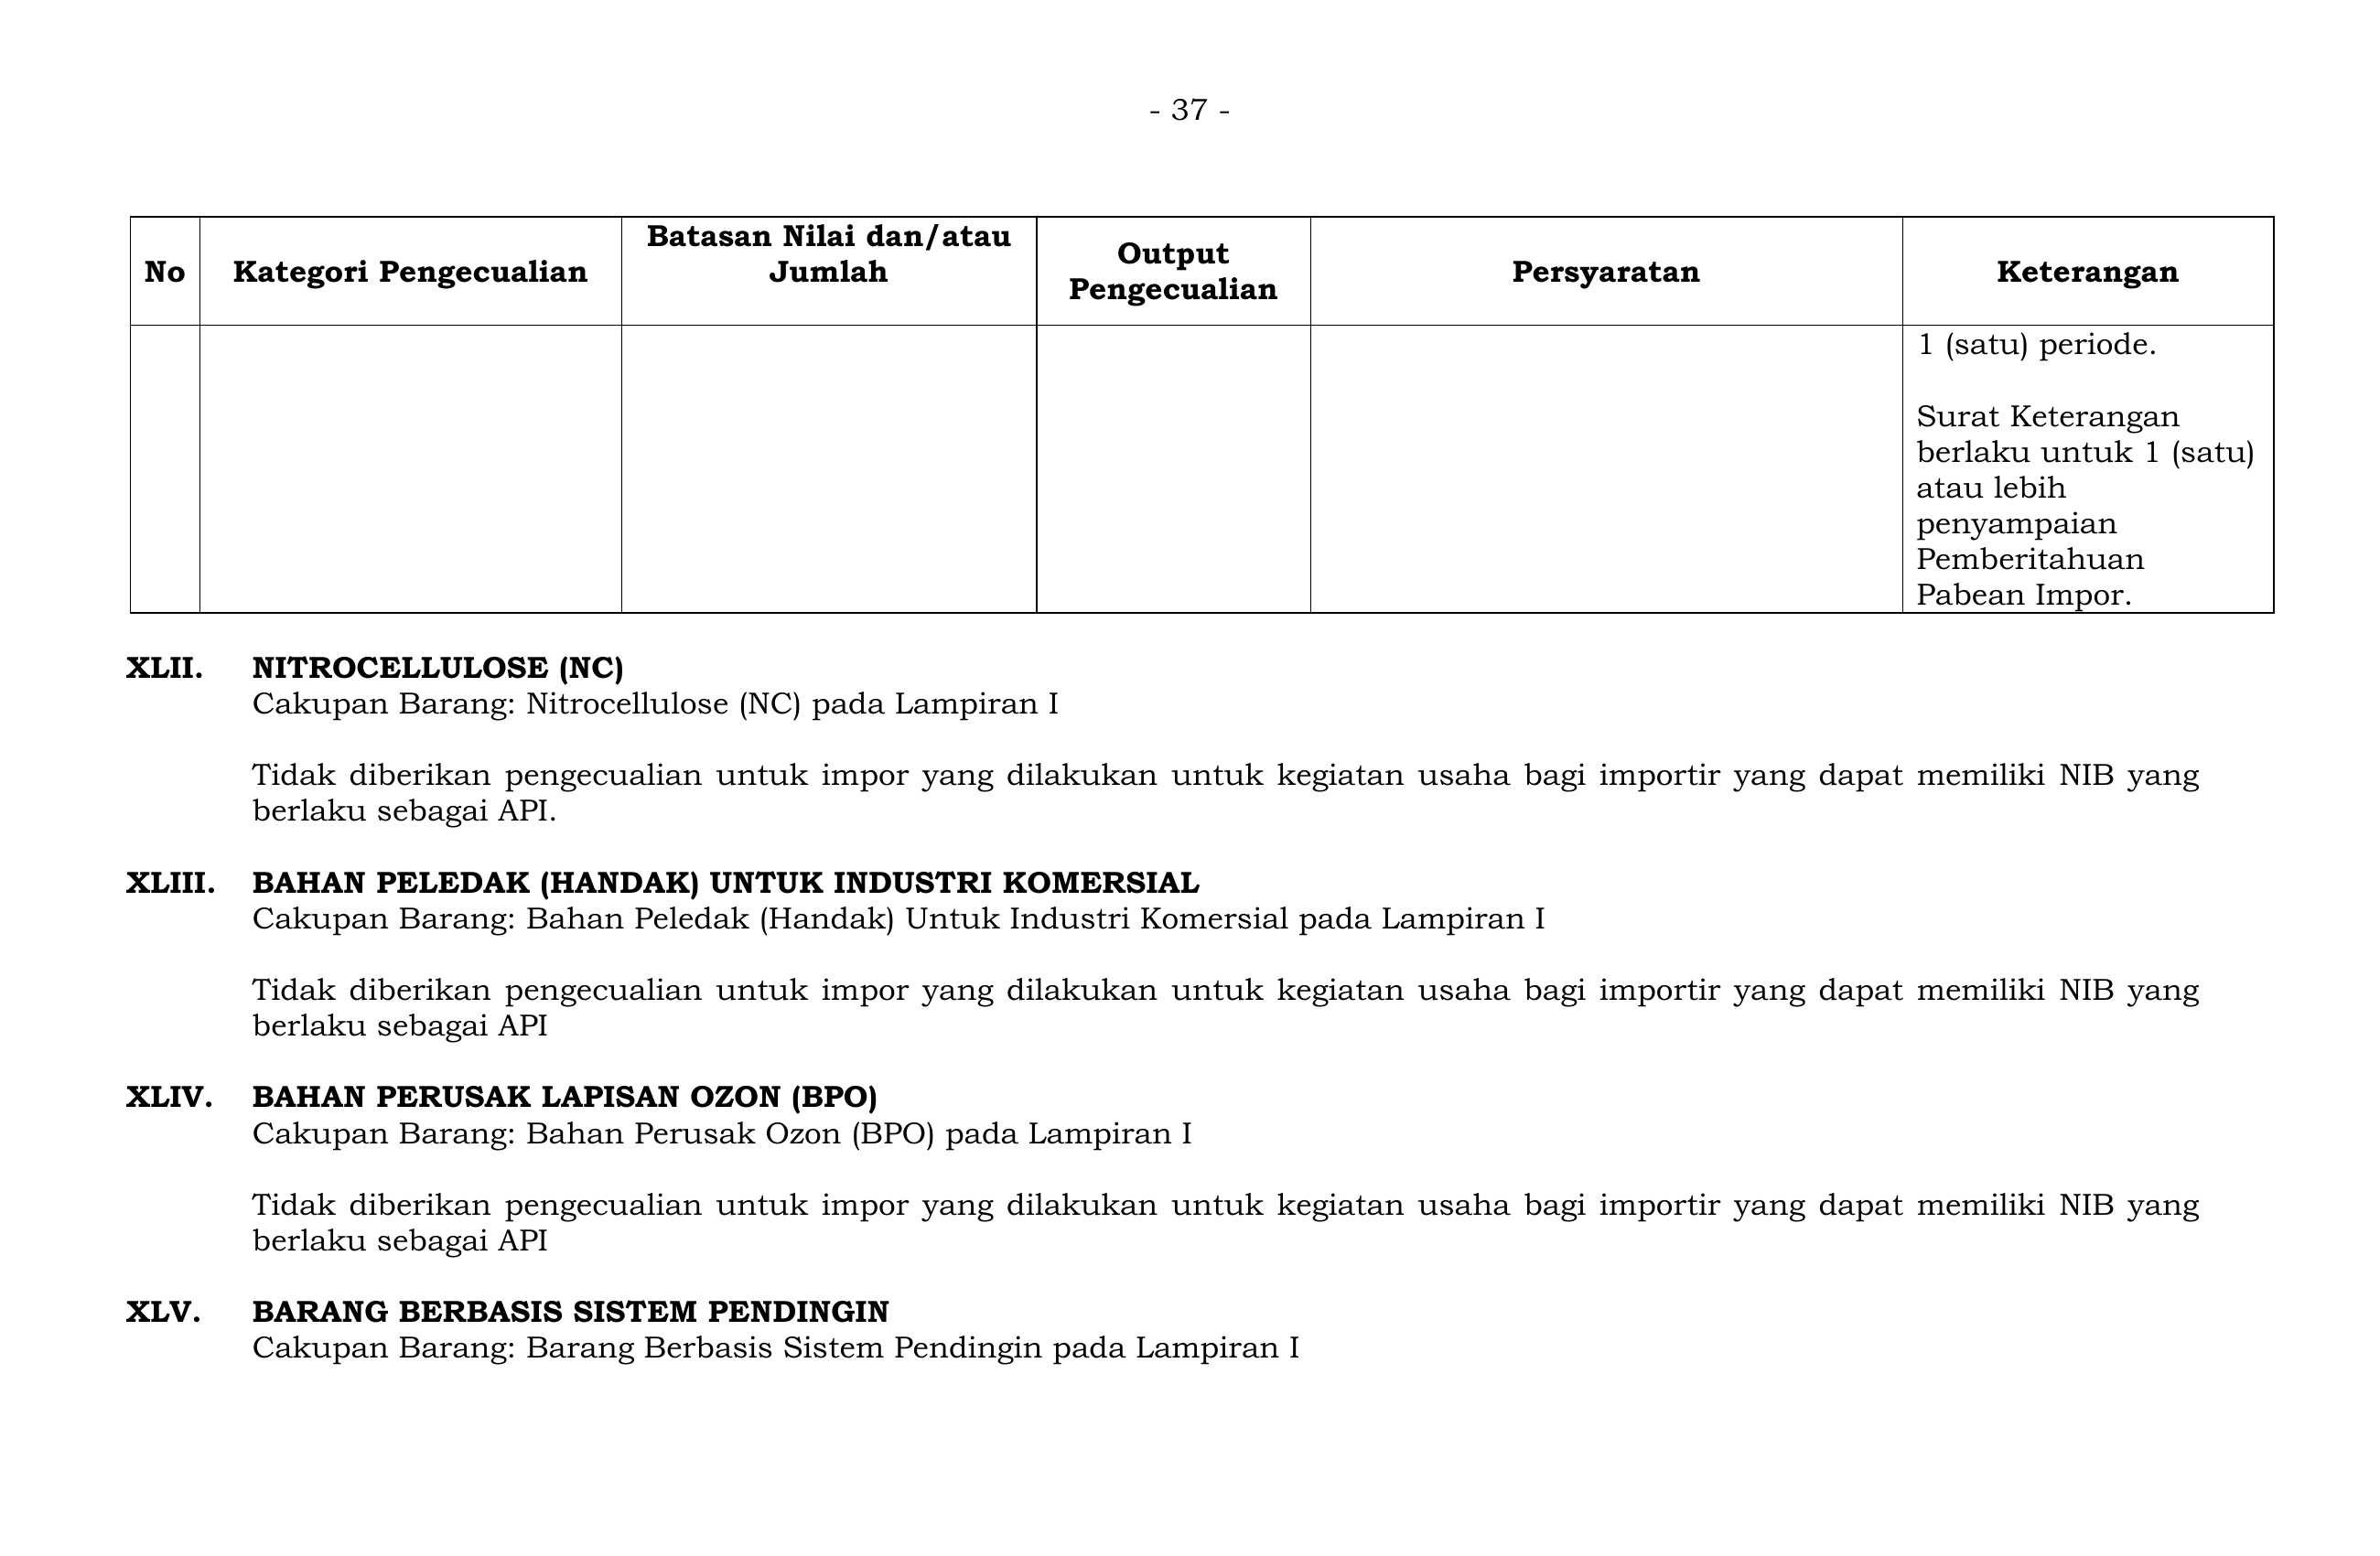 - 37 -
No
Kategori Pengecualian
Batasan Nilai dan/atau
Jumlah
Output
Pengecualian
Persyaratan
Keterangan
1 (satu) periode.
Surat Keterangan
berlaku untuk 1 (satu)
atau lebih
penyampaian
Pemberitahuan
Pabean Impor.
XLII. NITROCELLULOSE (NC)
Cakupan Barang: Nitrocellulose (NC) pada Lampiran I
Tidak diberikan pengecualian untuk impor yang dilakukan untuk kegiatan usaha bagi importir yang dapat memiliki NIB yang
berlaku sebagai API.
XLIII. BAHAN PELEDAK (HANDAK) UNTUK INDUSTRI KOMERSIAL
Cakupan Barang: Bahan Peledak (Handak) Untuk Industri Komersial pada Lampiran I
Tidak diberikan pengecualian untuk impor yang dilakukan untuk kegiatan usaha bagi importir yang dapat memiliki NIB yang
berlaku sebagai API
XLIV. BAHAN PERUSAK LAPISAN OZON (BPO)
Cakupan Barang: Bahan Perusak Ozon (BPO) pada Lampiran I
Tidak diberikan pengecualian untuk impor yang dilakukan untuk kegiatan usaha bagi importir yang dapat memiliki NIB yang
berlaku sebagai API
XLV. BARANG BERBASIS SISTEM PENDINGIN
Cakupan Barang: Barang Berbasis Sistem Pendingin pada Lampiran I